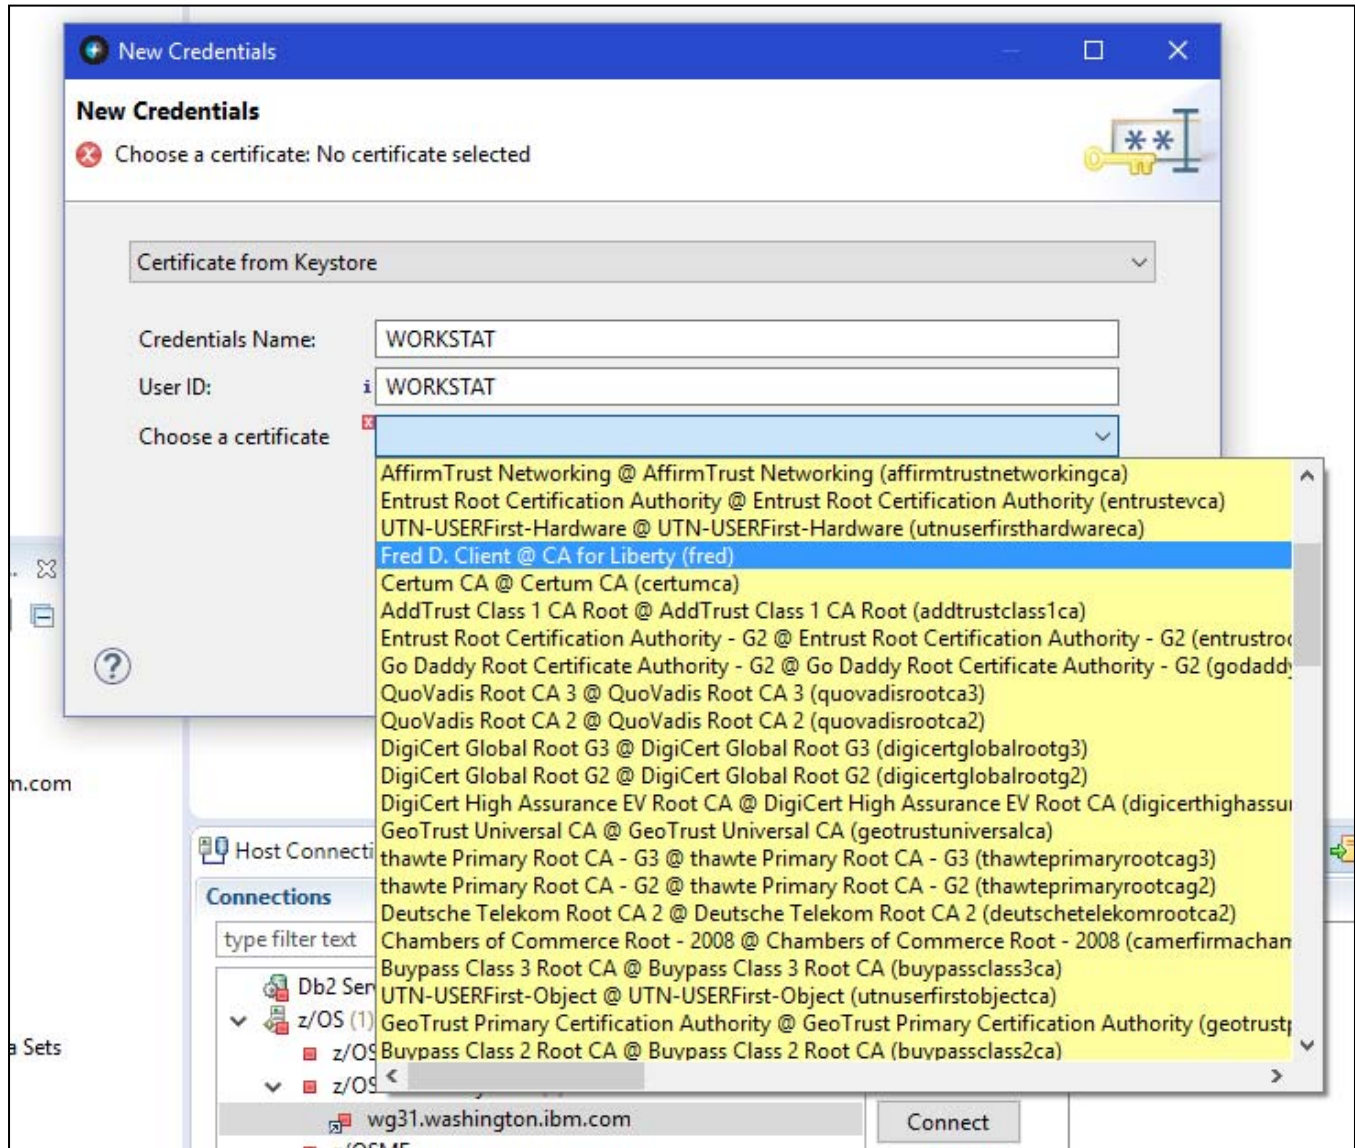 New Credentials
New Credentials
Choose a certificate: No certificate selected
Certificate from Keystore
Credentials Name: WORKSTAT
User ID: WORKSTAT
Choose a certificate
AffirmTrust Networking @ AffirmTrust Networking (affirmtrustnetworkingca)
Entrust Root Certification Authority @ Entrust Root Certification Authority (entrustevca)
UTN-USERFirst-Hardware @ UTN-USERFirst-Hardware (utnuserfirsthardwareca)
Fred D. Client @ CA for Liberty (fred)
Certum CA @ Certum CA (certumca)
AddTrust Class 1 CA Root @ AddTrust Class 1 CA Root (addtrustclass1ca)
Entrust Root Certification Authority - G2 @ Entrust Root Certification Authority - G2 (entrustroo
Go Daddy Root Certificate Authority - G2 @ Go Daddy Root Certificate Authority - G2 (godaddy
QuoVadis Root CA 3 @ QuoVadis Root CA 3 (quovadisrootca3)
QuoVadis Root CA 2 @ QuoVadis Root CA 2 (quovadisrootca2)
DigiCert Global Root G3 @ DigiCert Global Root G3 (digicertglobalrootg3)
DigiCert Global Root G2 @ DigiCert Global Root G2 (digicertglobalrootg2)
DigiCert High Assurance EV Root CA @ DigiCert High Assurance EV Root CA (digicerthighassu
GeoTrust Universal CA @ GeoTrust Universal CA (geotrustuniversalca)
thawte Primary Root CA - G3 @ thawte Primary Root CA - G3 (thawteprimaryrootcag3)
thawte Primary Root CA - G2 @ thawte Primary Root CA - G2 (thawteprimaryrootcag2)
Deutsche Telekom Root CA 2 @ Deutsche Telekom Root CA 2 (deutschetelekomrootca2)
Chambers of Commerce Root - 2008 @ Chambers of Commerce Root - 2008 (camerfirmacham
Buypass Class 3 Root CA @ Buypass Class 3 Root CA (buypassclass3ca)
UTN-USERFirst-Object @ UTN-USERFirst-Object (utnuserfirstobjectca)
GeoTrust Primary Certification Authority @ GeoTrust Primary Certification Authority (geotrustp
Buypass Class 2 Root CA @ Buypass Class 2 Root CA (buypassclass2ca)
m.com
a Sets
Host Connecti
Connections
type filter text
Db2 Ser
z/OS (1)
z/OS
z/OS
wg31.washington.ibm.com
Connect